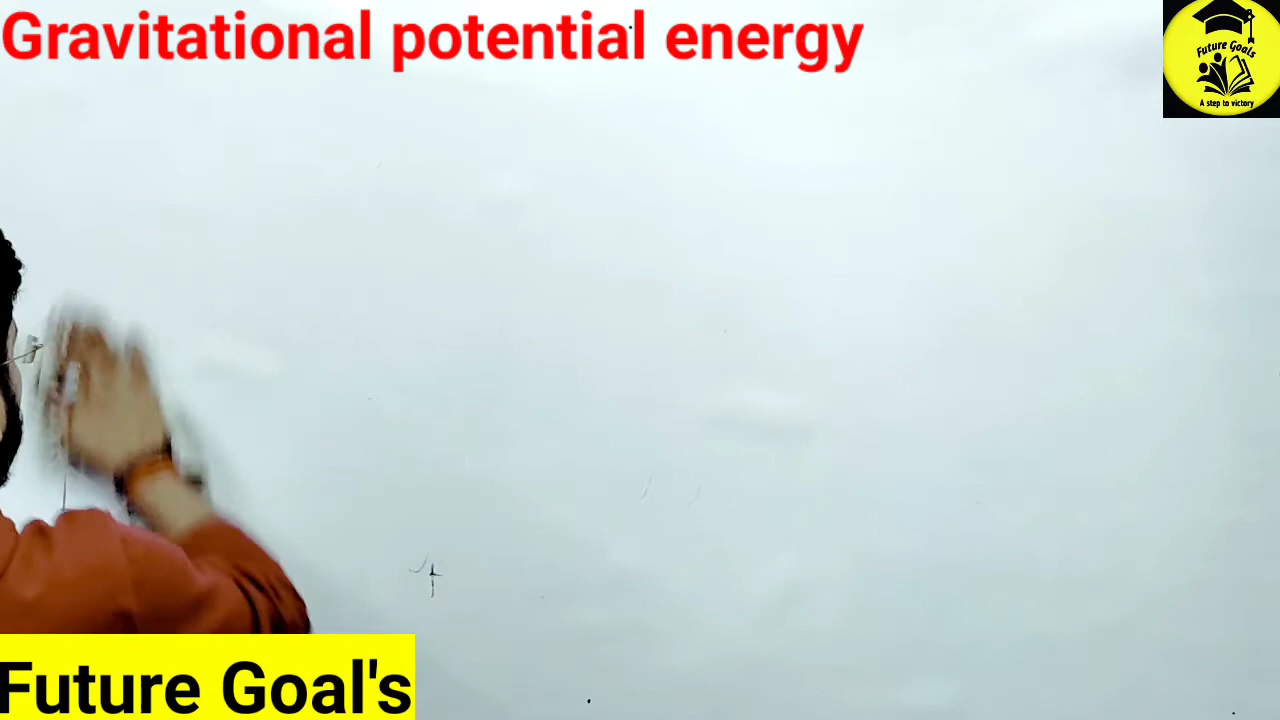 Gravitational potential energy
Future Goals
A step to victory
Future Goal's